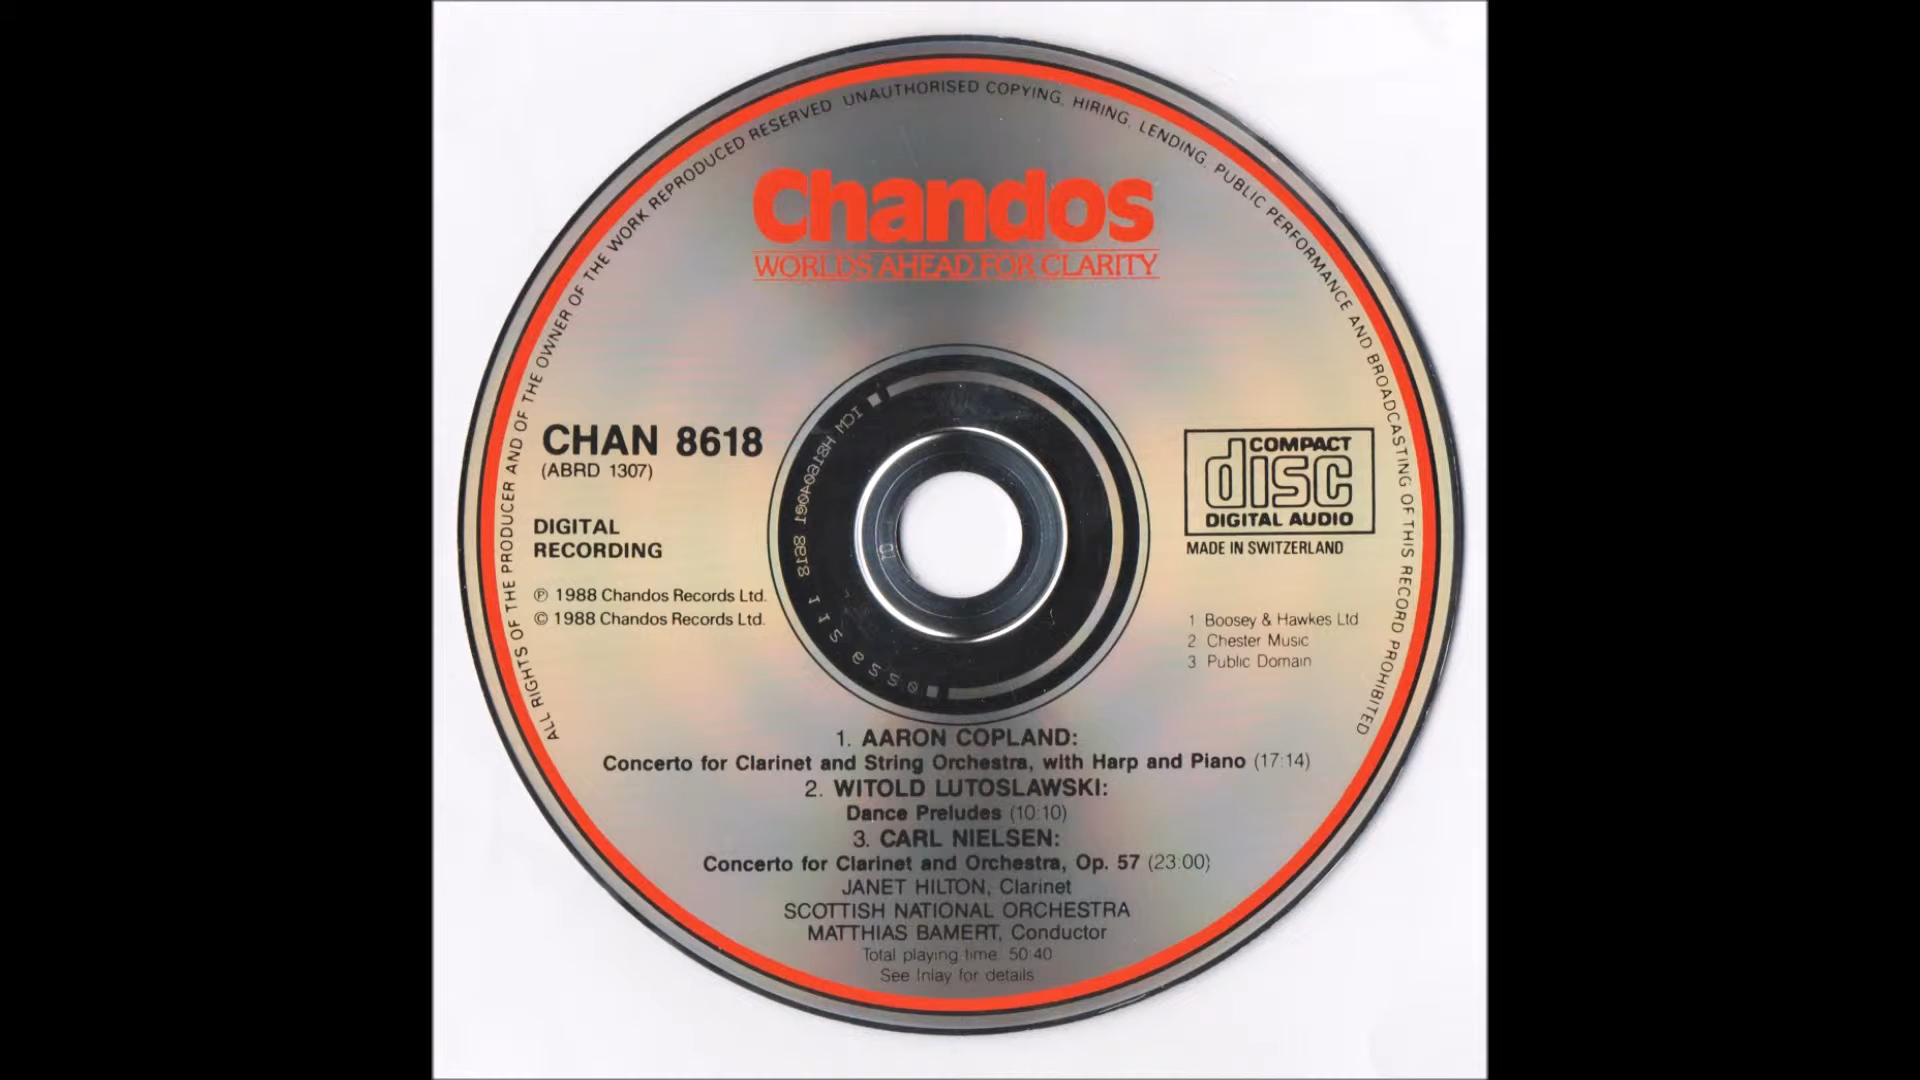 ALL RIGHTS OF THE PRODUCER AND OF THE OWNER OF THE WORK REPRODUCED RESERVED UNAUTHORISED COPYING, HIRING, LENDING, PUBLIC PERFORMANCE AND BROADCASTING OF THIS RECORD PROHIBITED
Chandos
WORLDS AHEAD FOR CLARITY
CHAN 8618
(ABRD 1307)
DIGITAL
RECORDING
℗ 1988 Chandos Records Ltd.
© 1988 Chandos Records Ltd.
COMPACT
disc
DIGITAL AUDIO
MADE IN SWITZERLAND
1 Boosey & Hawkes Ltd
2 Chester Music
3 Public Domain
1. AARON COPLAND:
Concerto for Clarinet and String Orchestra, with Harp and Piano (17:14)
2. WITOLD LUTOSLAWSKI:
Dance Preludes (10:10)
3. CARL NIELSEN:
Concerto for Clarinet and Orchestra, Op. 57 (23:00)
JANET HILTON, Clarinet
SCOTTISH NATIONAL ORCHESTRA
MATTHIAS BAMERT, Conductor
Total playing time: 50:40
See Inlay for details